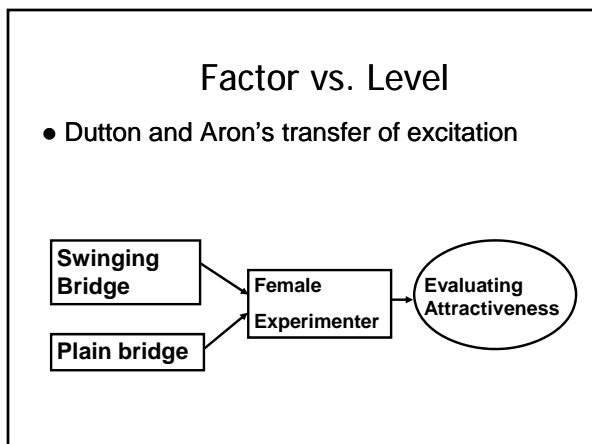 Factor vs. Level
● Dutton and Aron's transfer of excitation
Swinging
Bridge
Plain bridge
Female
Experimenter
Evaluating
Attractiveness